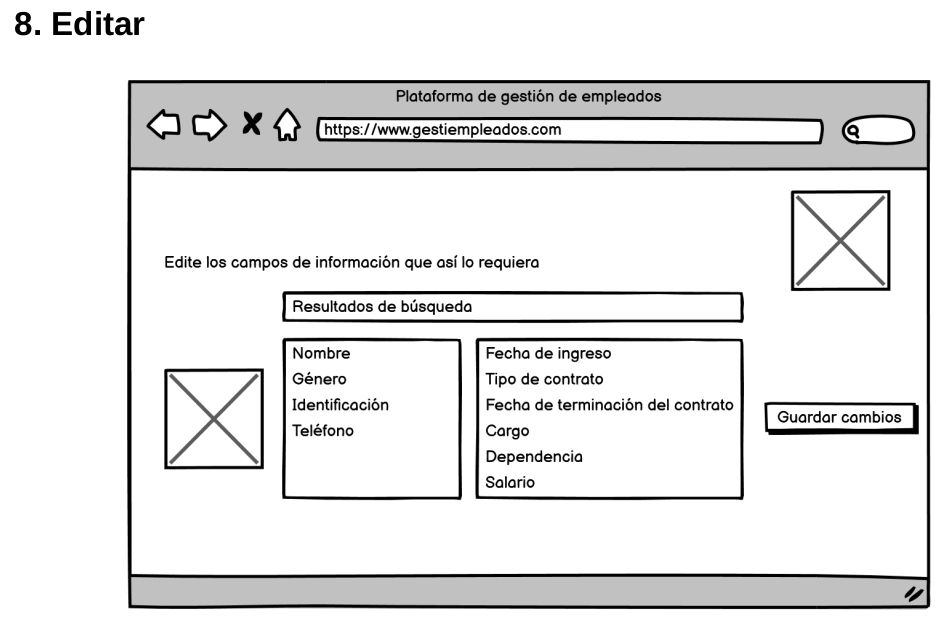 8. Editar
Plataforma de gestión de empleados
https://www.gestiempleados.com
Edite los campos de información que así lo requiera
Resultados de búsqueda
Nombre
Género
Identificación
Teléfono
Fecha de ingreso
Tipo de contrato
Fecha de terminación del contrato
Cargo
Dependencia
Salario
Guardar cambios